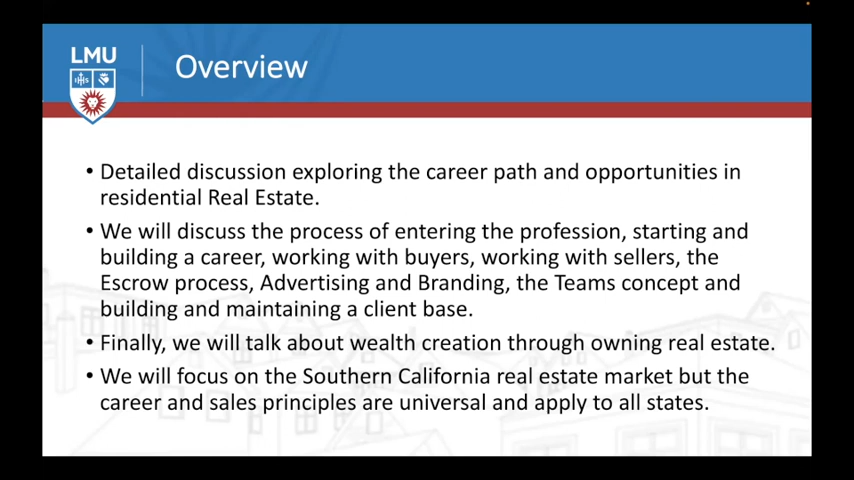 LMU
Overview
IHS
• Detailed discussion exploring the career path and opportunities in
residential Real Estate.
• We will discuss the process of entering the profession, starting and
building a career, working with buyers, working with sellers, the
Escrow process, Advertising and Branding, the Teams concept and
building and maintaining a client base.
• Finally, we will talk about wealth creation through owning real estate.
• We will focus on the Southern California real estate market but the
career and sales principles are universal and apply to all states.